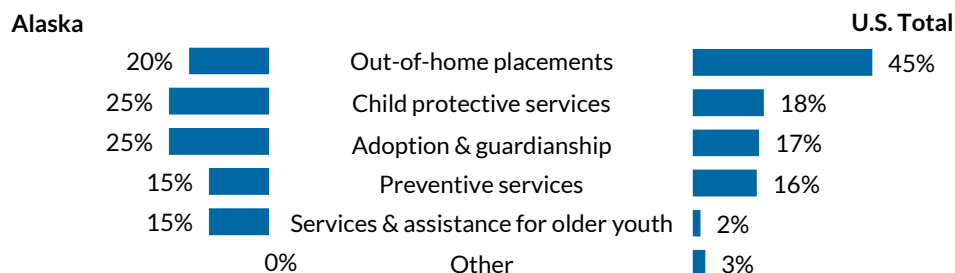 Alaska U.S. Total
20% Out-of-home placements 45%
25% Child protective services 18%
25% Adoption & guardianship 17%
15% Preventive services 16%
15% Services & assistance for older youth 2%
0% Other 3%